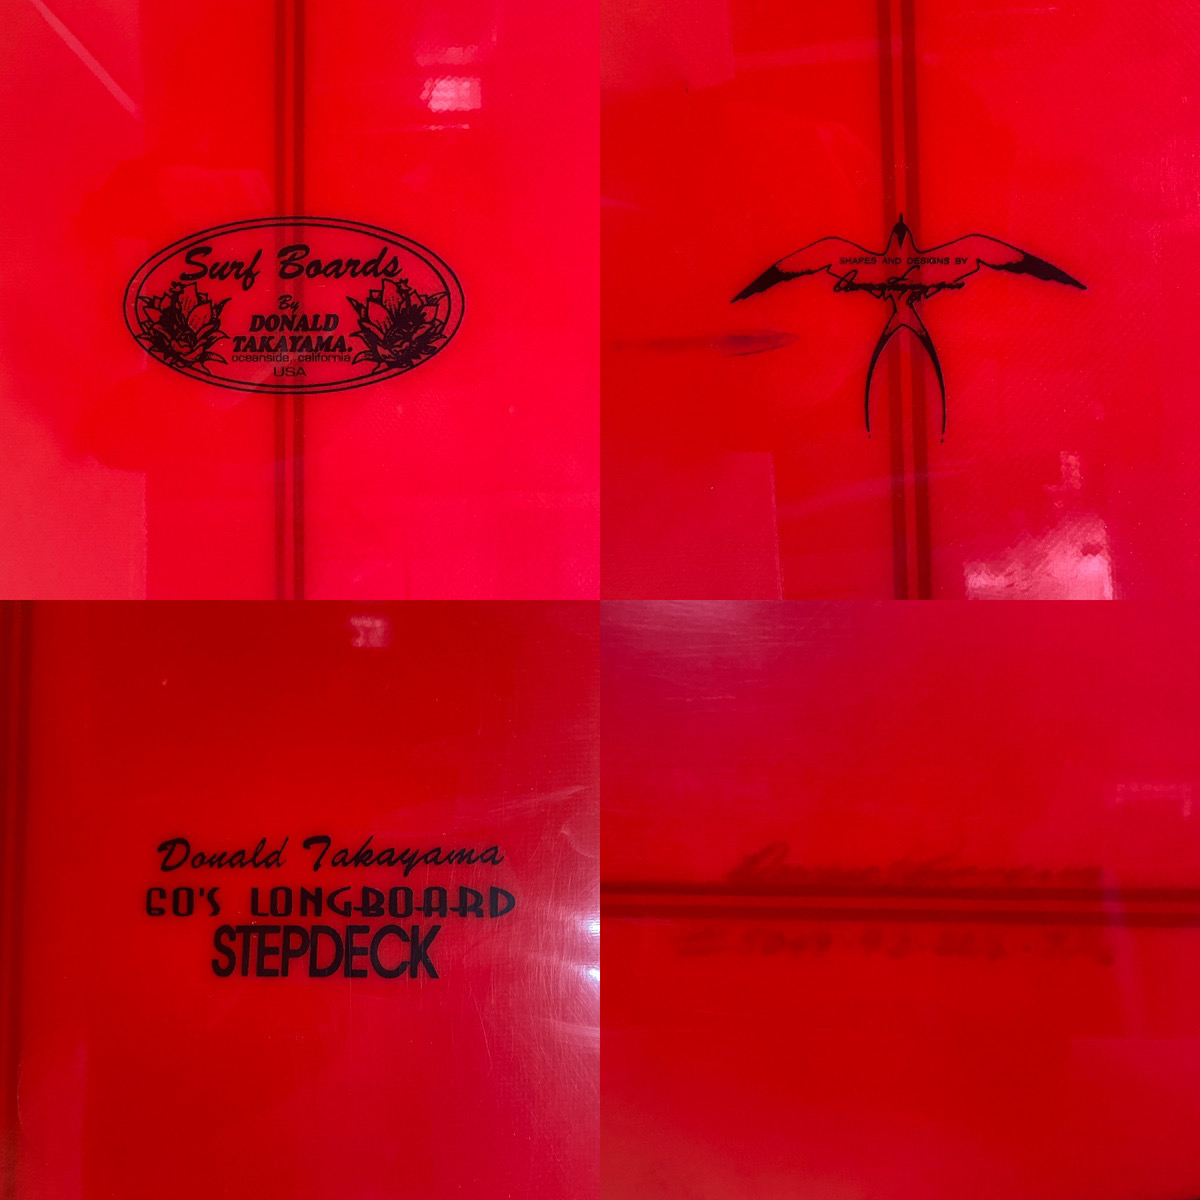 Surf Boards
By
DONALD
TAKAYAMA.
oceanside, california
USA
SHAPES AND DESIGNS BY
Donald Takayama
60'S LONGBOARD
STEPDECK